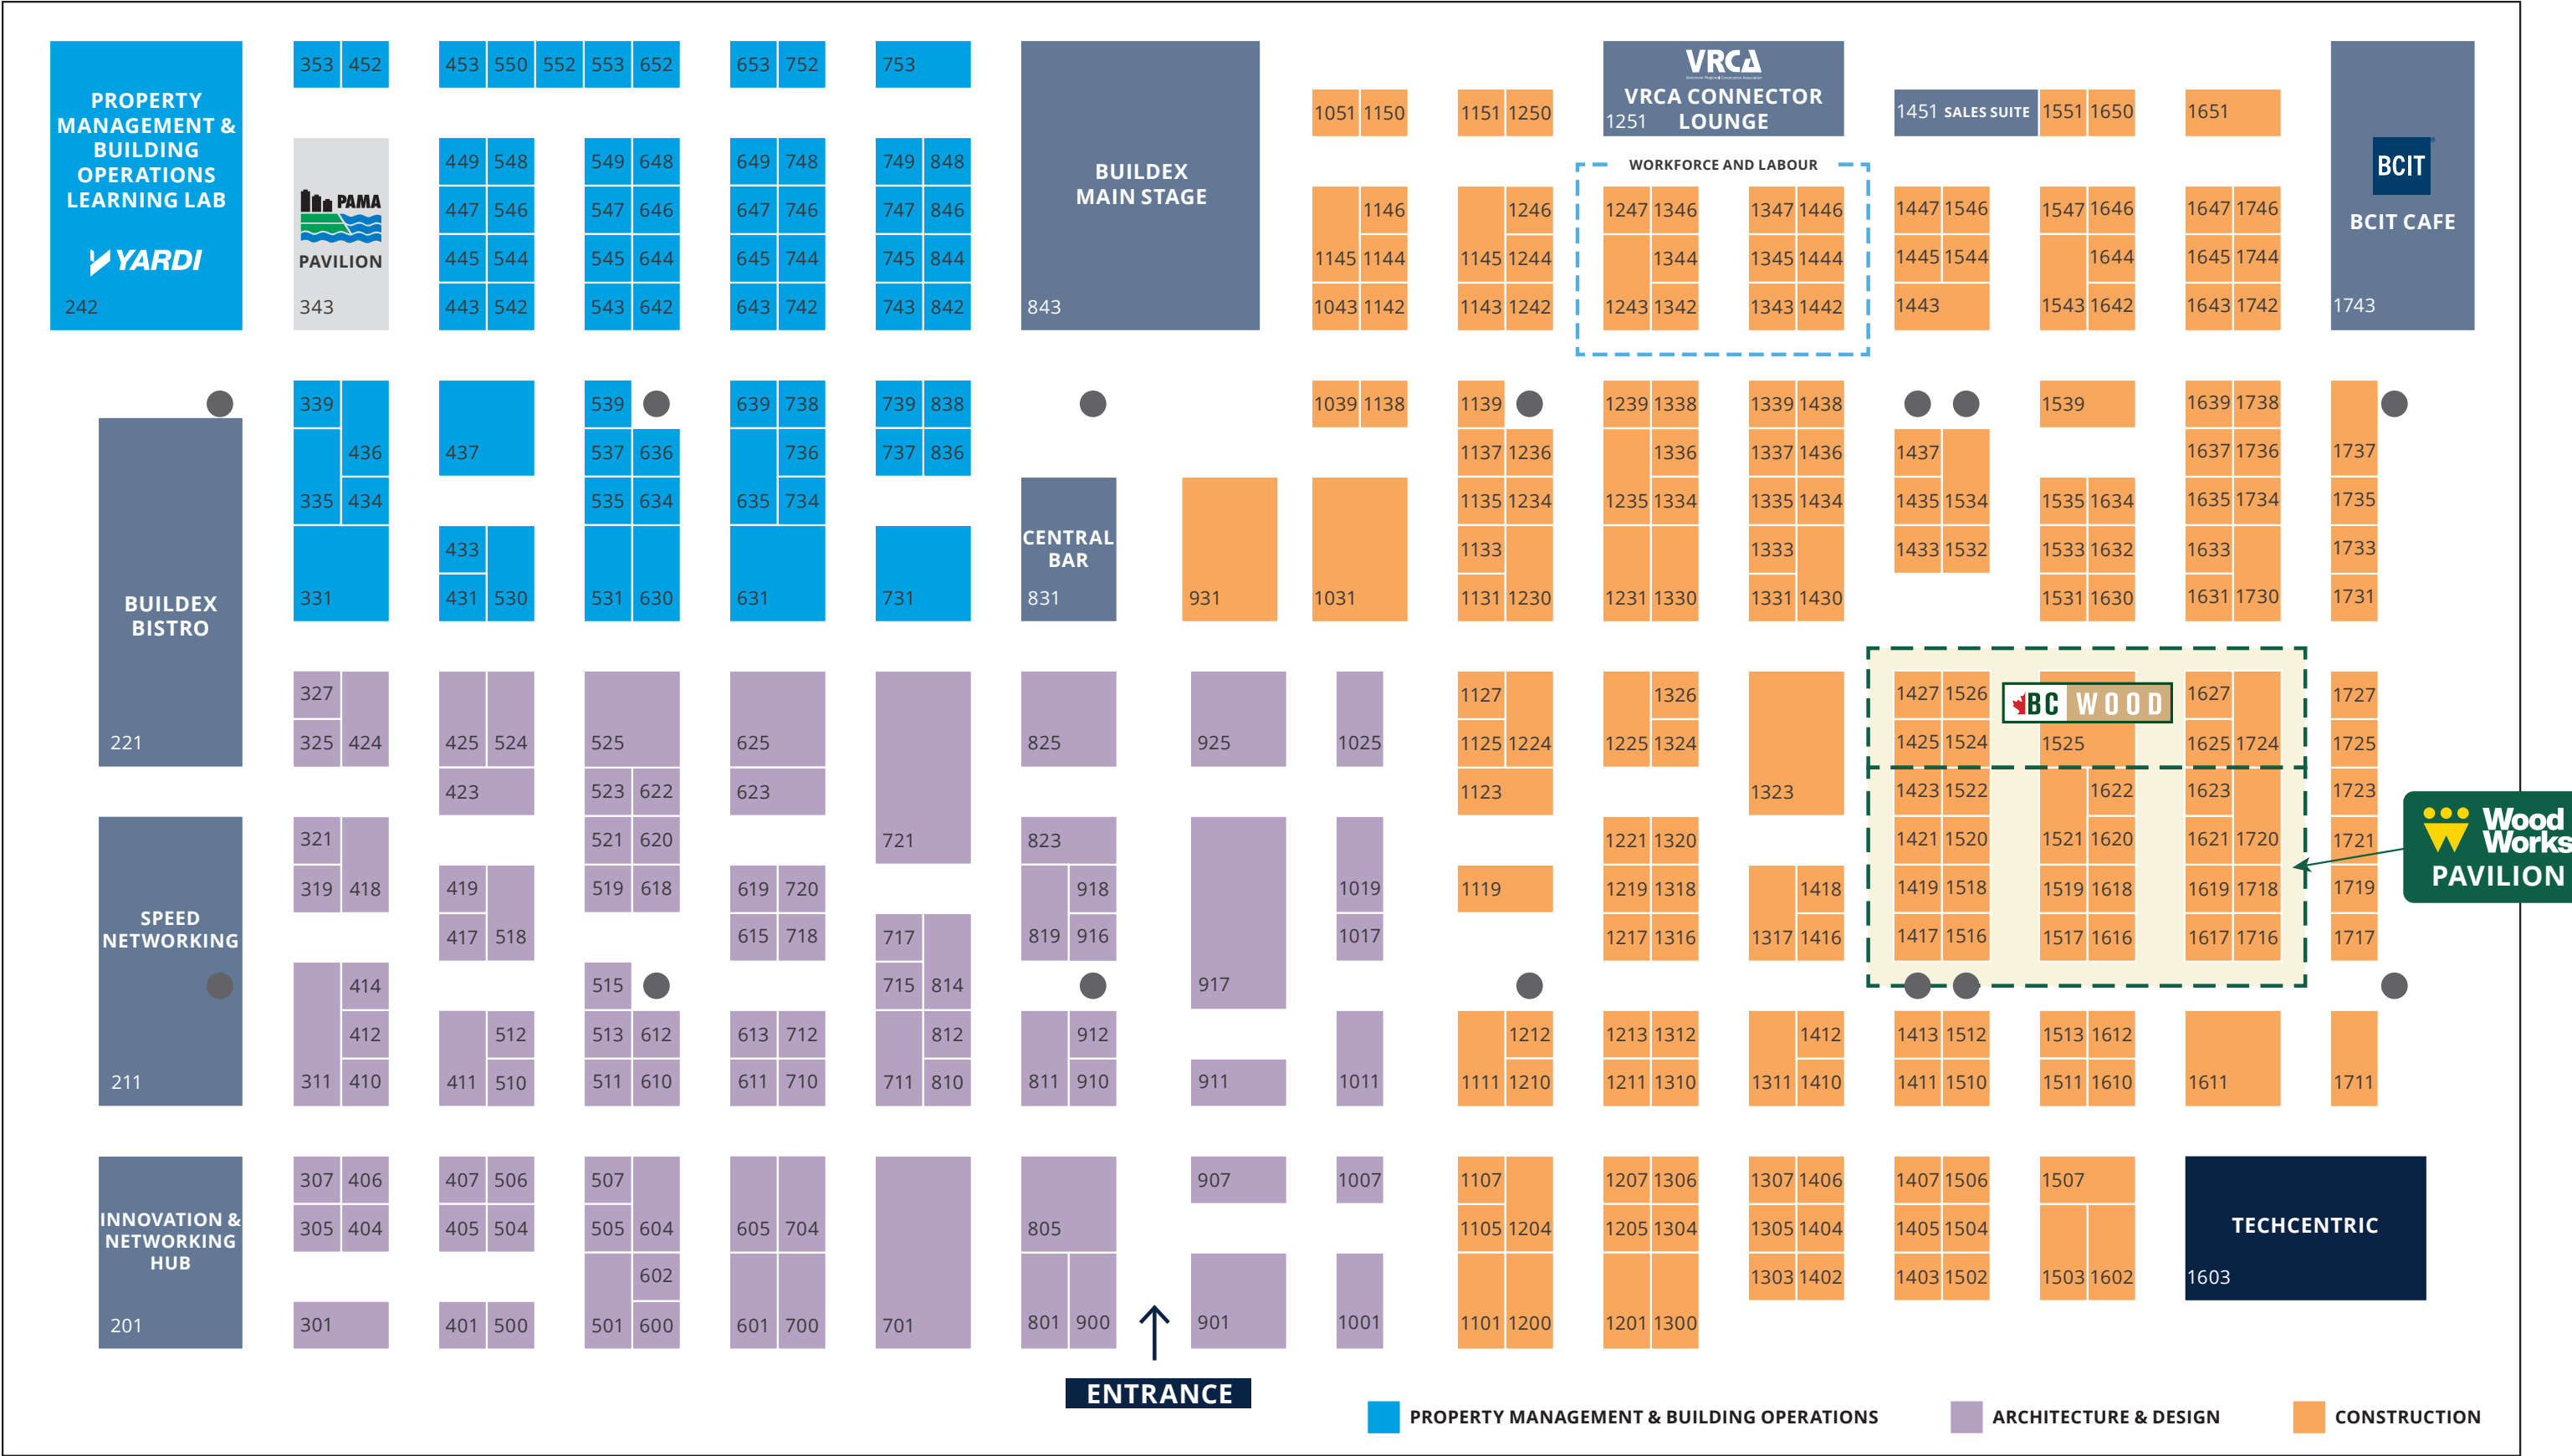 353 452 453 550 552 553 652 653 752 753
PROPERTY
MANAGEMENT &
BUILDING
OPERATIONS
LEARNING LAB
YARDI
242
PAMA
PAVILION
343
449 548 549 648 649 748 749 848
447 546 547 646 647 746 747 846
445 544 545 644 645 744 745 844
443 542 543 642 643 742 743 842
BUILDEX
MAIN STAGE
843
VRCA
VRCA CONNECTOR
LOUNGE
1251
1051 1150 1151 1250
1451 SALES SUITE 1551 1650 1651
BCIT
BCIT CAFE
1743
WORKFORCE AND LABOUR
1146 1246 1247 1346 1347 1446 1447 1546 1547 1646 1647 1746
1145 1144 1145 1244 1344 1345 1444 1445 1544 1644 1645 1744
1043 1142 1143 1242 1243 1342 1343 1442 1443 1543 1642 1643 1742
339 539 639 738 739 838 1039 1138 1139 1239 1338 1339 1438 1539 1639 1738
436 437 537 636 736 737 836 1137 1236 1336 1337 1436 1437 1637 1736 1737
335 434 535 634 635 734 1135 1234 1235 1334 1335 1434 1435 1534 1535 1634 1635 1734 1735
433 1133 1333 1433 1532 1533 1632 1633 1733
CENTRAL
BAR
831
331 431 530 531 630 631 731 931 1031 1131 1230 1231 1330 1331 1430 1531 1630 1631 1730 1731
BUILDEX
BISTRO
221
327 1127 1326 1427 1526 BC WOOD 1627 1727
325 424 425 524 525 625 825 925 1025 1125 1224 1225 1324 1425 1524 1525 1625 1724 1725
423 523 622 623 1123 1323 1423 1522 1622 1623 1723
321 521 620 721 823 1221 1320 1421 1520 1521 1620 1621 1720 1721
Wood
Works
PAVILION
319 418 419 519 618 619 720 918 1019 1119 1219 1318 1418 1419 1518 1519 1618 1619 1718 1719
SPEED
NETWORKING
211
417 518 615 718 717 819 916 1017 1217 1316 1317 1416 1417 1516 1517 1616 1617 1716 1717
414 515 715 814 917
412 512 513 612 613 712 812 912 1212 1213 1312 1412 1413 1512 1513 1612
311 410 411 510 511 610 611 710 711 810 811 910 911 1011 1111 1210 1211 1310 1311 1410 1411 1510 1511 1610 1611 1711
INNOVATION &
NETWORKING
HUB
201
307 406 407 506 507 907 1007 1107 1207 1306 1307 1406 1407 1506 1507
305 404 405 504 505 604 605 704 805 1105 1204 1205 1304 1305 1404 1405 1504
TECHCENTRIC
1603
602 1303 1402 1403 1502 1503 1602
301 401 500 501 600 601 700 701 801 900 901 1001 1101 1200 1201 1300
ENTRANCE
PROPERTY MANAGEMENT & BUILDING OPERATIONS ARCHITECTURE & DESIGN CONSTRUCTION